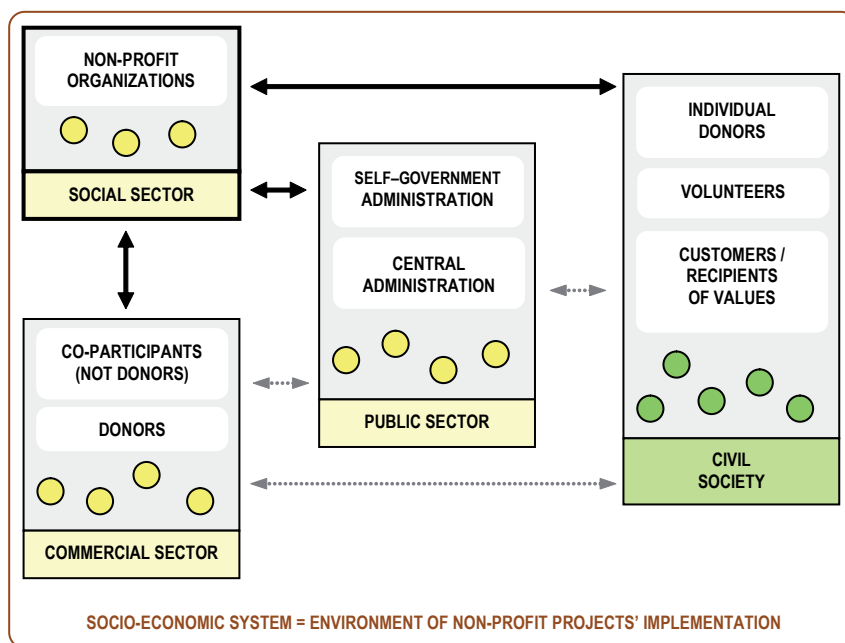 NON-PROFIT
ORGANIZATIONS
SOCIAL SECTOR
CO-PARTICIPANTS
(NOT DONORS)
DONORS
COMMERCIAL SECTOR
SELF–GOVERNMENT
ADMINISTRATION
CENTRAL
ADMINISTRATION
PUBLIC SECTOR
INDIVIDUAL
DONORS
VOLUNTEERS
CUSTOMERS /
RECIPIENTS
OF VALUES
CIVIL
SOCIETY
SOCIO-ECONOMIC SYSTEM = ENVIRONMENT OF NON-PROFIT PROJECTS' IMPLEMENTATION